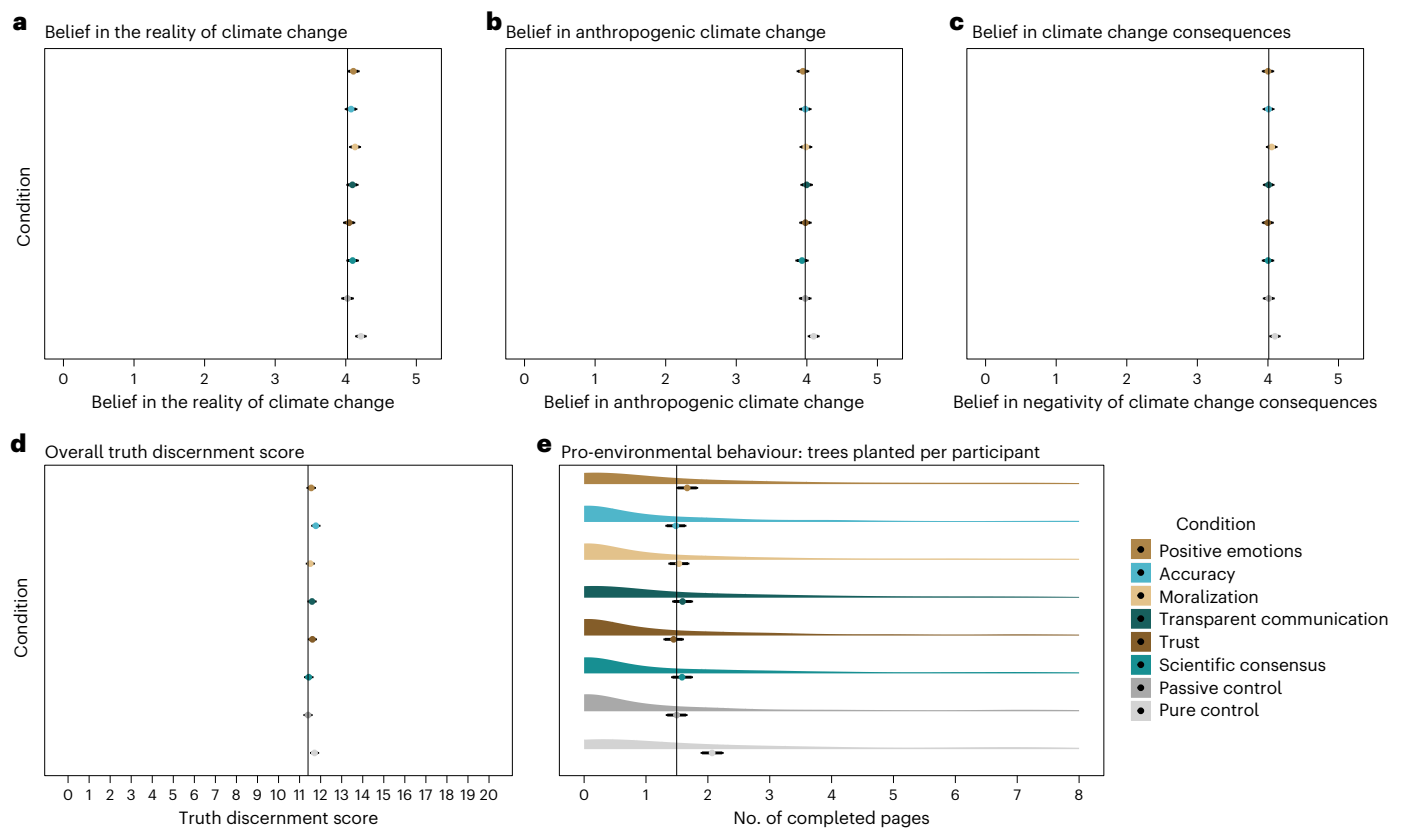 a
Belief in the reality of climate change
Condition
0 1 2 3 4 5
Belief in the reality of climate change
b
Belief in anthropogenic climate change
0 1 2 3 4 5
Belief in anthropogenic climate change
c
Belief in climate change consequences
0 1 2 3 4 5
Belief in negativity of climate change consequences
d
Overall truth discernment score
Condition
0 1 2 3 4 5 6 7 8 9 10 11 12 13 14 15 16 17 18 19 20
Truth discernment score
e
Pro-environmental behaviour: trees planted per participant
0 1 2 3 4 5 6 7 8
No. of completed pages
Condition
Positive emotions
Accuracy
Moralization
Transparent communication
Trust
Scientific consensus
Passive control
Pure control